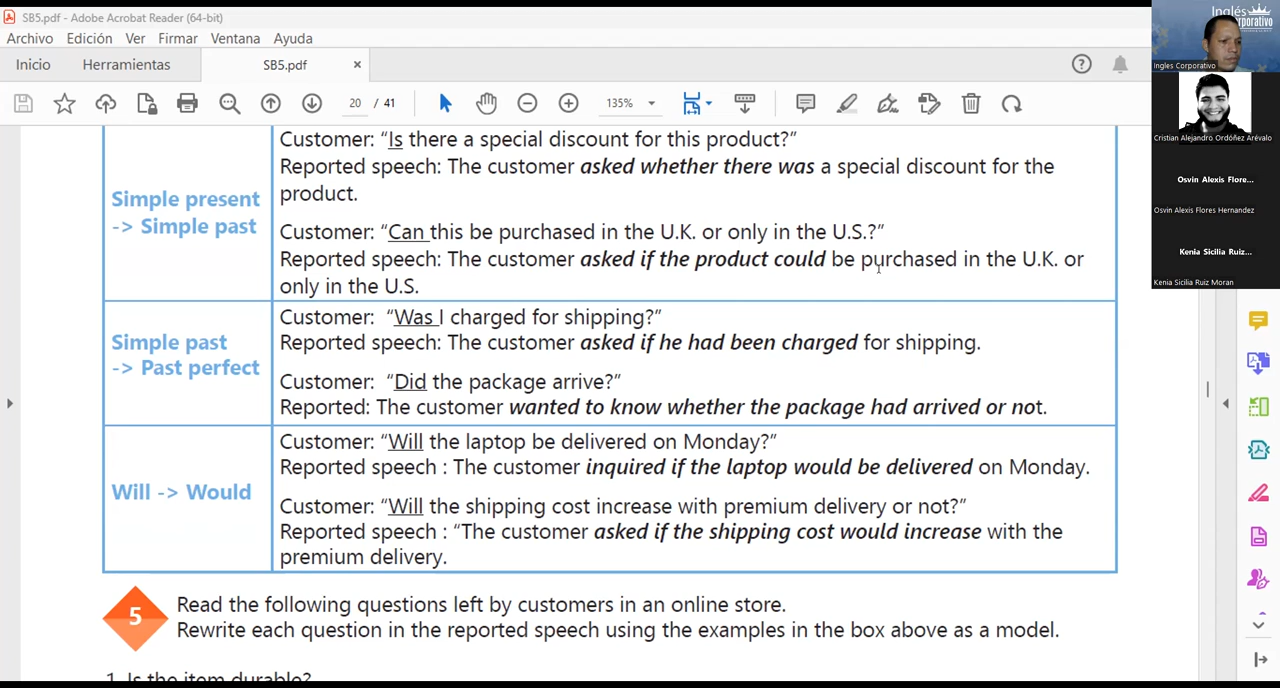 SB5.pdf - Adobe Acrobat Reader (64-bit)
Archivo Edición Ver Firmar Ventana Ayuda
Inicio Herramientas SB5.pdf ×
20 / 41 135%
Customer: “Is there a special discount for this product?”
Reported speech: The customer asked whether there was a special discount for the
product.
Simple present
-> Simple past
Customer: “Can this be purchased in the U.K. or only in the U.S.?”
Reported speech: The customer asked if the product could be purchased in the U.K. or
only in the U.S.
Simple past
-> Past perfect
Customer: “Was I charged for shipping?”
Reported speech: The customer asked if he had been charged for shipping.
Customer: “Did the package arrive?”
Reported: The customer wanted to know whether the package had arrived or not.
Will -> Would
Customer: “Will the laptop be delivered on Monday?”
Reported speech : The customer inquired if the laptop would be delivered on Monday.
Customer: “Will the shipping cost increase with premium delivery or not?”
Reported speech : “The customer asked if the shipping cost would increase with the
premium delivery.
5
Read the following questions left by customers in an online store.
Rewrite each question in the reported speech using the examples in the box above as a model.
1. Is the item durable?
Inglés
Ingles Corporativo
Cristian Alejandro Ordóñez Arévalo
Osvin Alexis Flore...
Osvin Alexis Flores Hernandez
Kenia Sicilia Ruiz...
Kenia Sicilia Ruiz Moran